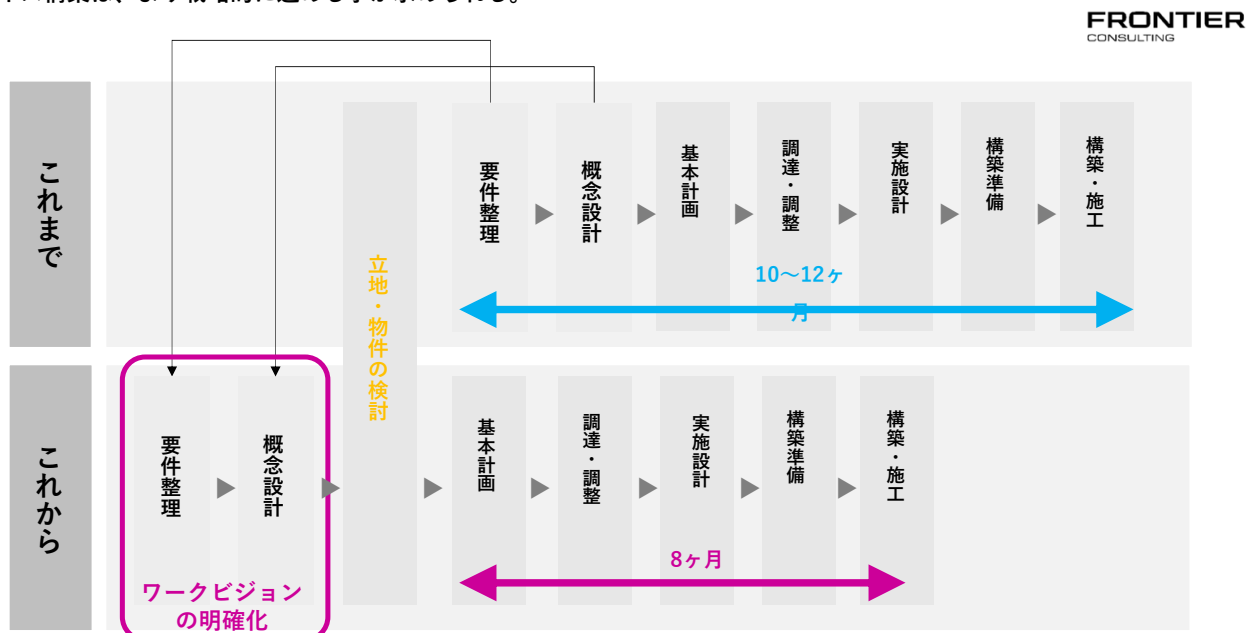 FRONTIER
CONSULTING
これまで
要件整理
概念設計
基本計画
調達・調整
実施設計
構築準備
構築・施工
10～12ヶ
月
立地・物件の検討
これから
要件整理
概念設計
基本計画
調達・調整
実施設計
構築準備
構築・施工
8ヶ月
ワークビジョン
の明確化